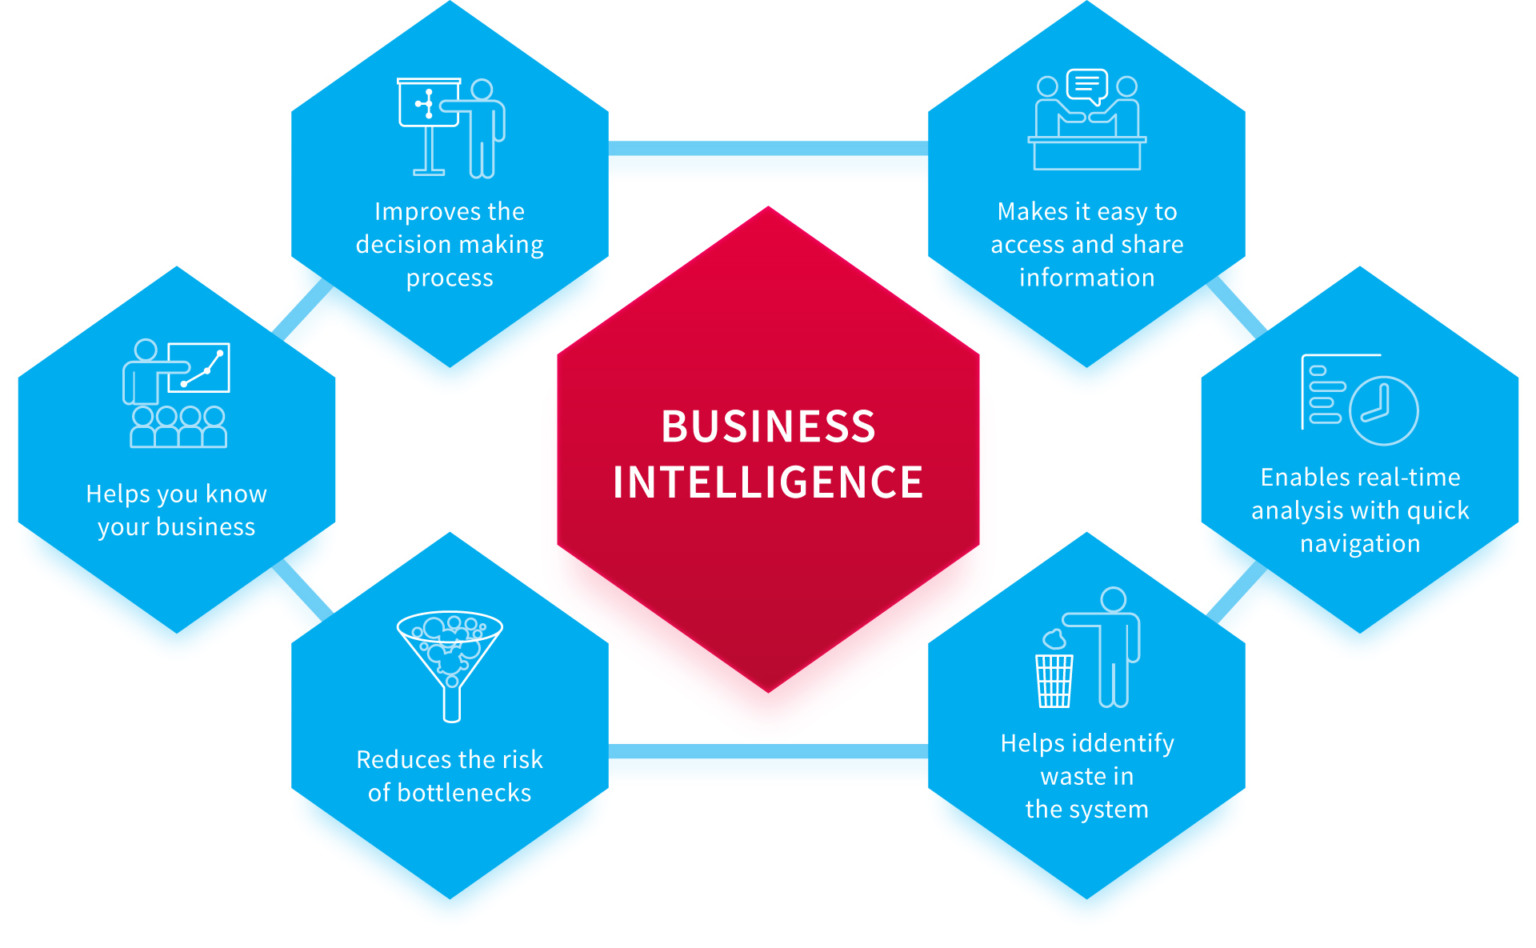 Improves the
decision making
process
Makes it easy to
access and share
information
Helps you know
your business
BUSINESS
INTELLIGENCE
Enables real-time
analysis with quick
navigation
Reduces the risk
of bottlenecks
Helps iddentify
waste in
the system